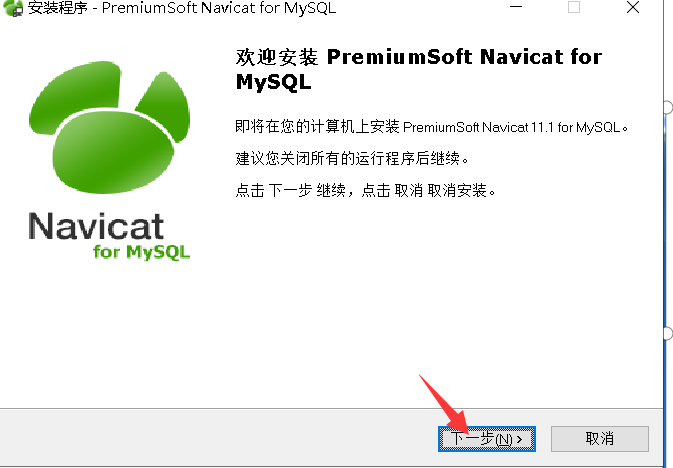 安装程序 - PremiumSoft Navicat for MySQL
欢迎安装 PremiumSoft Navicat for
MySQL
即将在您的计算机上安装 PremiumSoft Navicat 11.1 for MySQL。
建议您关闭所有的运行程序后继续。
点击 下一步 继续，点击 取消 取消安装。
Navicat
for MySQL
下一步(N) >
取消